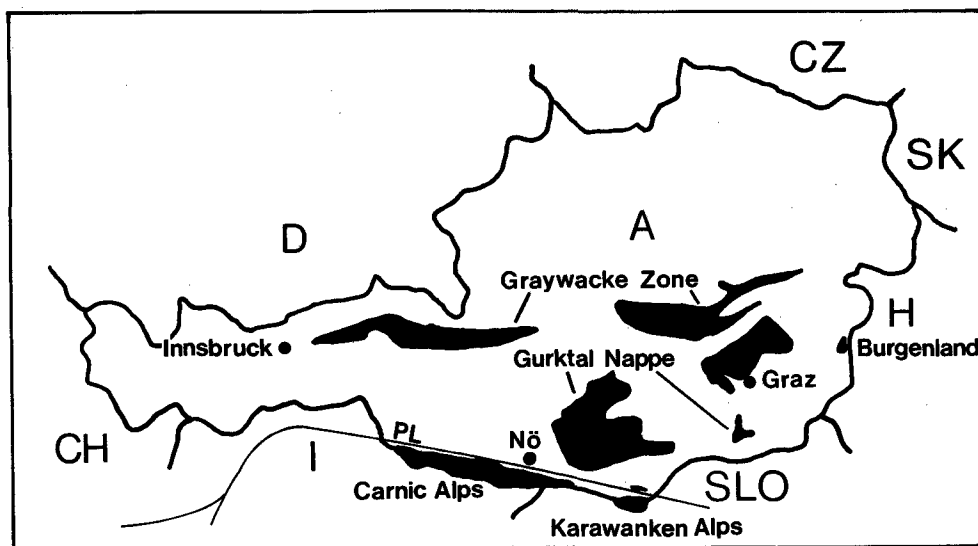 CZ
SK
D
A
Graywacke Zone
H
Innsbruck
Burgenland
Gurktal Nappe
Graz
CH
I
PL
Nö
SLO
Carnic Alps
Karawanken Alps